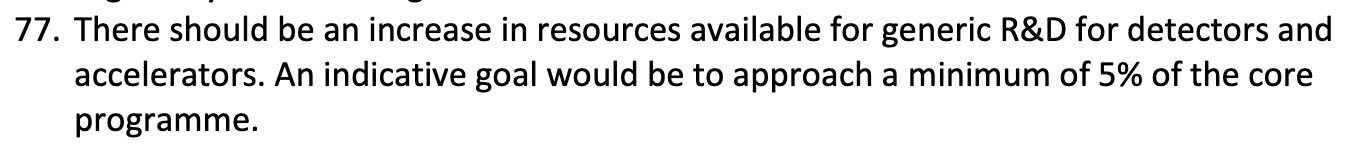 77. There should be an increase in resources available for generic R&D for detectors and
accelerators. An indicative goal would be to approach a minimum of 5% of the core
programme.